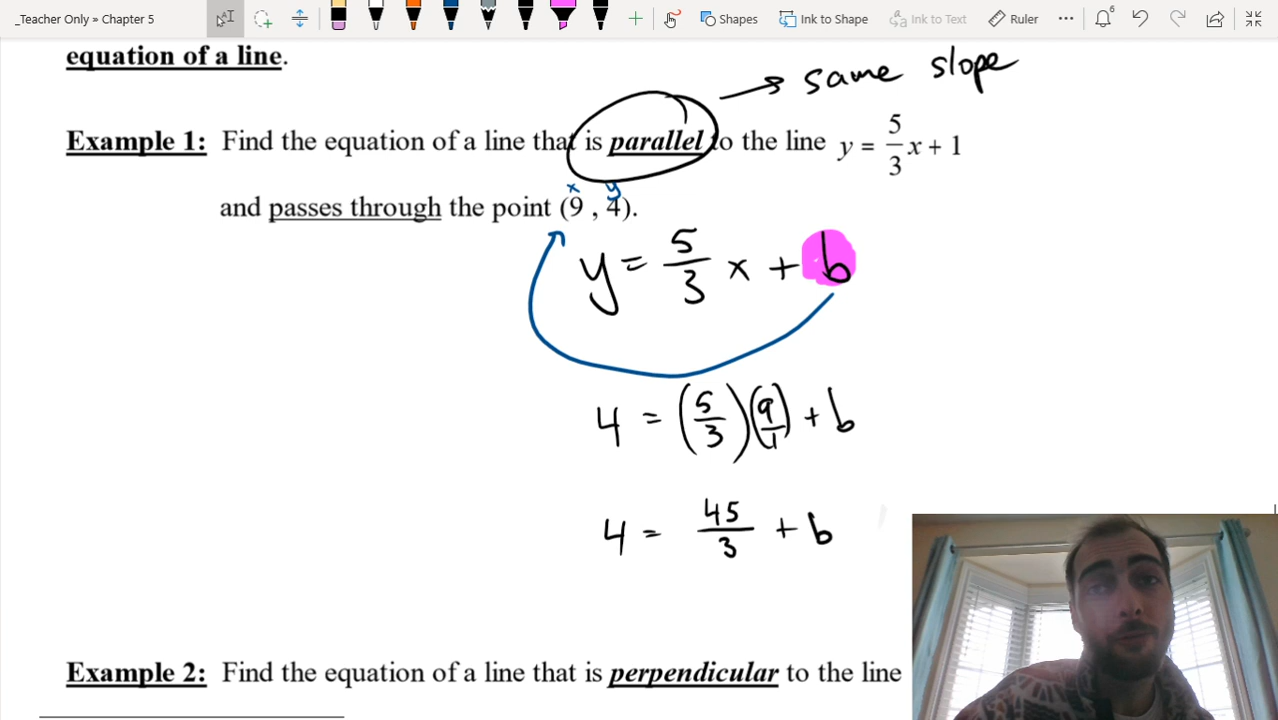 _Teacher Only » Chapter 5
Shapes Ink to Shape Ink to Text Ruler ... 6
equation of a line.
→ same slope
Example 1: Find the equation of a line that is parallel to the line y = 5/3 x + 1
x y
and passes through the point (9 , 4).
y = 5/3 x + b
4 = (5/3)(9/1) + b
4 = 45/3 + b
Example 2: Find the equation of a line that is perpendicular to the line